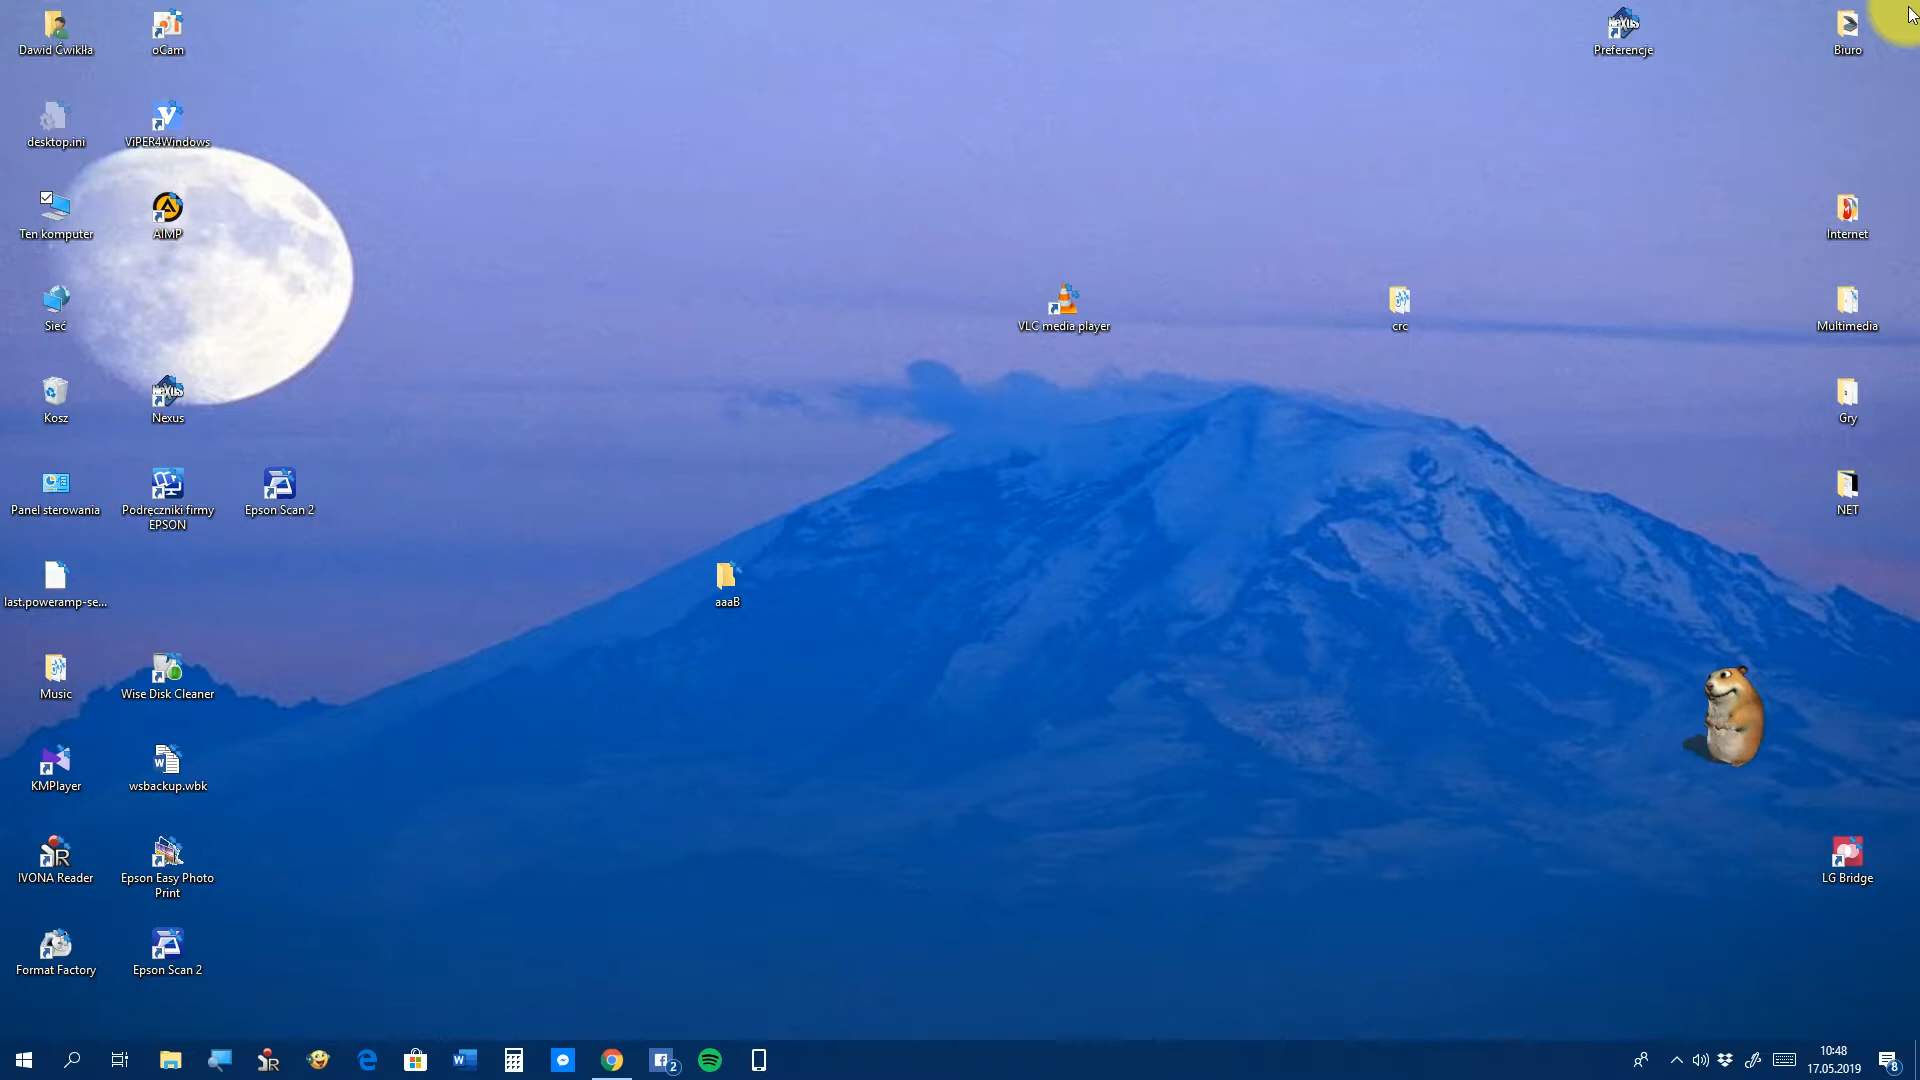 Dawid Ćwikłła
oCam
Preferencje
Biuro
desktop.ini
ViPER4Windows
Ten komputer
AIMP
Internet
Sieć
VLC media player
crc
Multimedia
Kosz
Nexus
Gry
Panel sterowania
Podręczniki firmy
EPSON
Epson Scan 2
NET
last.poweramp-se...
aaaB
Music
Wise Disk Cleaner
KMPlayer
wsbackup.wbk
IVONA Reader
Epson Easy Photo
Print
LG Bridge
Format Factory
Epson Scan 2
2
10:48
17.05.2019
8